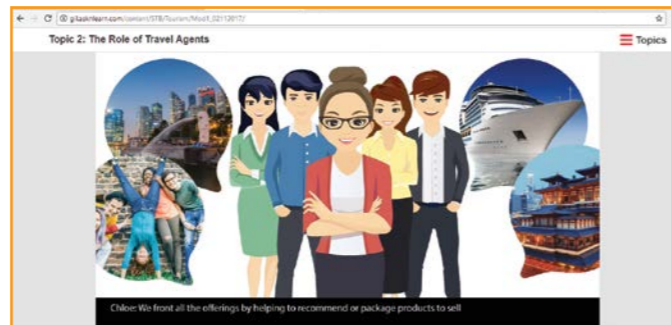 gltasknlearn.com/content/STB/Tourism/Mod1_02112017/
Topic 2: The Role of Travel Agents
Topics
Chloe: We front all the offerings by helping to recommend or package products to sell